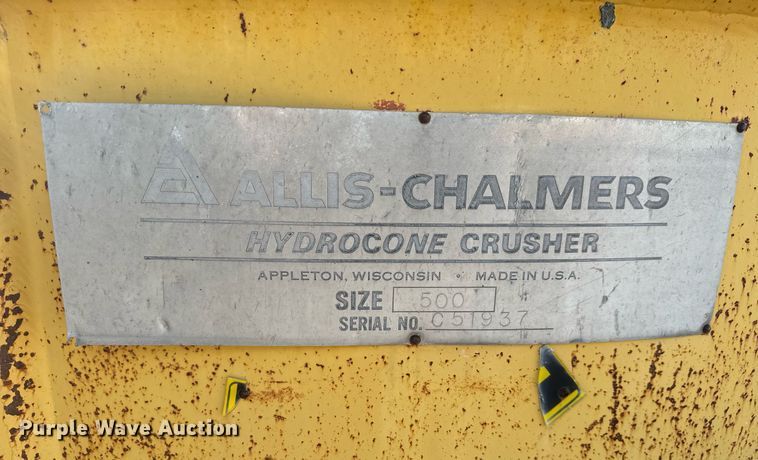 ALLIS-CHALMERS
HYDROCONE CRUSHER
APPLETON, WISCONSIN • MADE IN U.S.A.
SIZE 500
SERIAL NO. C51937
Purple Wave Auction